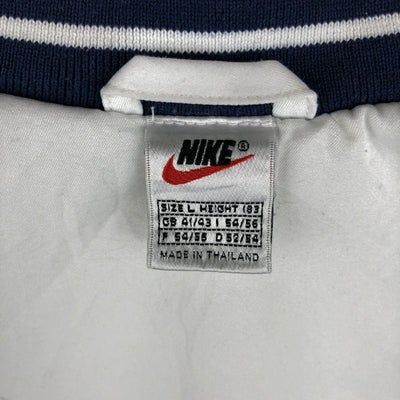 NIKE®
SIZE L HEIGHT 183
GB 41/43 I 54/56
F 54/56 D 52/54
MADE IN THAILAND